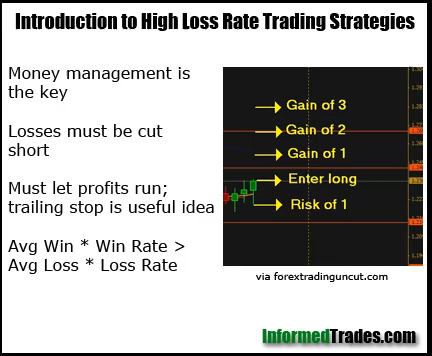 Introduction to High Loss Rate Trading Strategies
Money management is
the key
Losses must be cut
short
Must let profits run;
trailing stop is useful idea
Avg Win * Win Rate >
Avg Loss * Loss Rate
Gain of 3
Gain of 2
Gain of 1
Enter long
Risk of 1
via forextradinguncut.com
InformedTrades.com